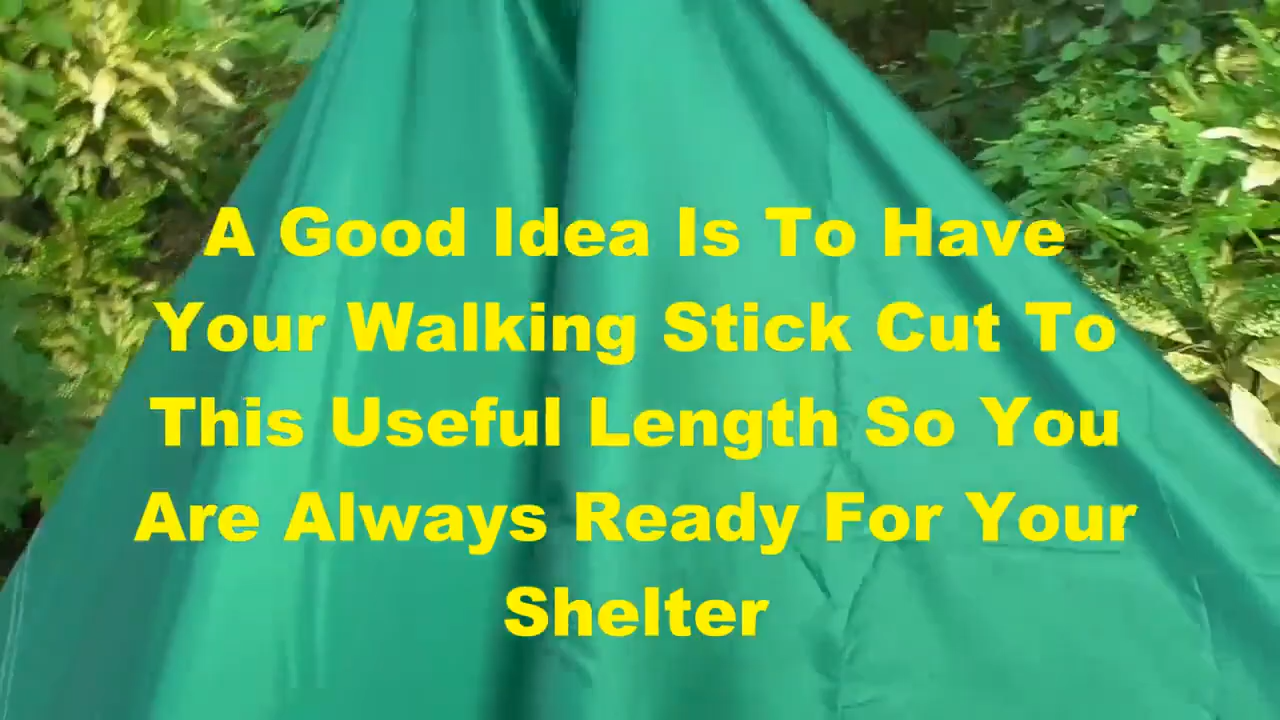 A Good Idea Is To Have
Your Walking Stick Cut To
This Useful Length So You
Are Always Ready For Your
Shelter